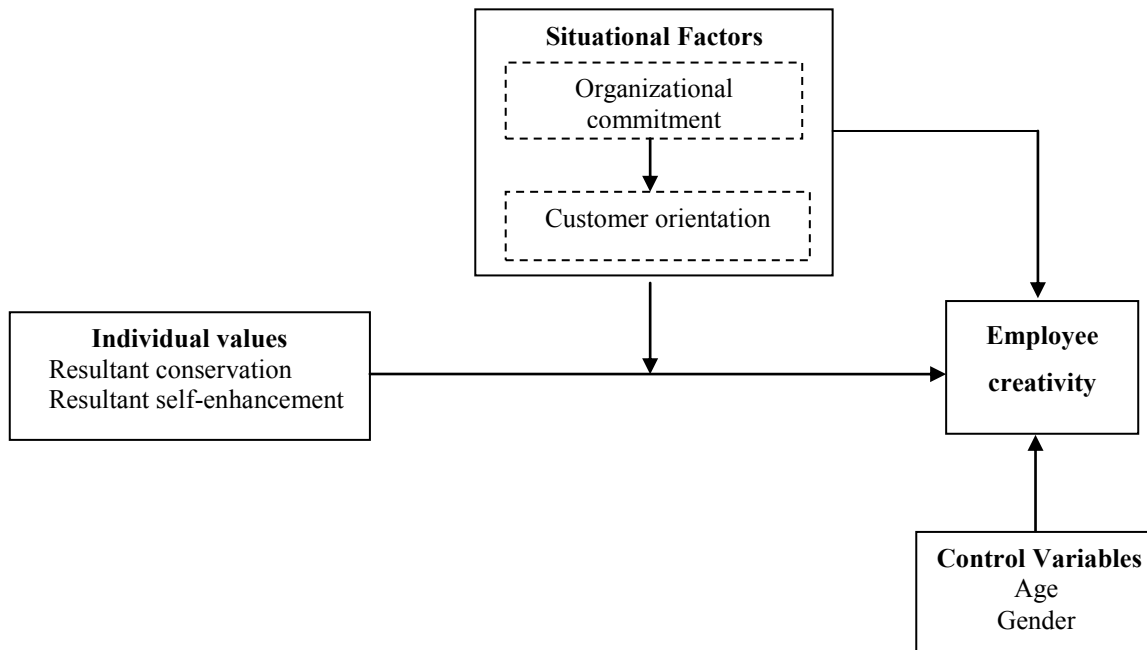 Situational Factors
Organizational
commitment
Customer orientation
Individual values
Resultant conservation
Resultant self-enhancement
Employee
creativity
Control Variables
Age
Gender